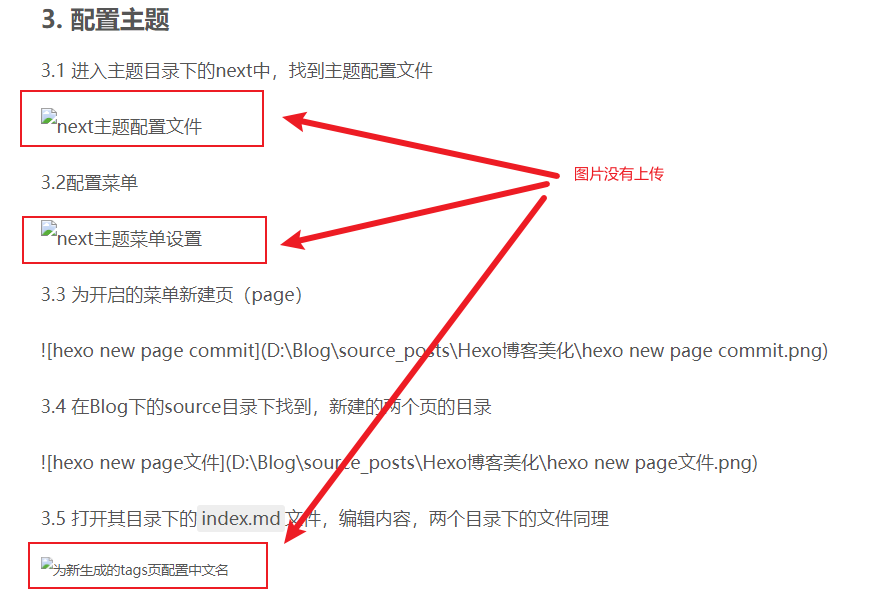 3. 配置主题
3.1 进入主题目录下的next中，找到主题配置文件
next主题配置文件
图片没有上传
3.2配置菜单
next主题菜单设置
3.3 为开启的菜单新建页（page）
![hexo new page commit](D:\Blog\source_posts\Hexo博客美化\hexo new page commit.png)
3.4 在Blog下的source目录下找到，新建的两个页的目录
![hexo new page文件](D:\Blog\source_posts\Hexo博客美化\hexo new page文件.png)
3.5 打开其目录下的index.md文件，编辑内容，两个目录下的文件同理
为新生成的tags页配置中文名